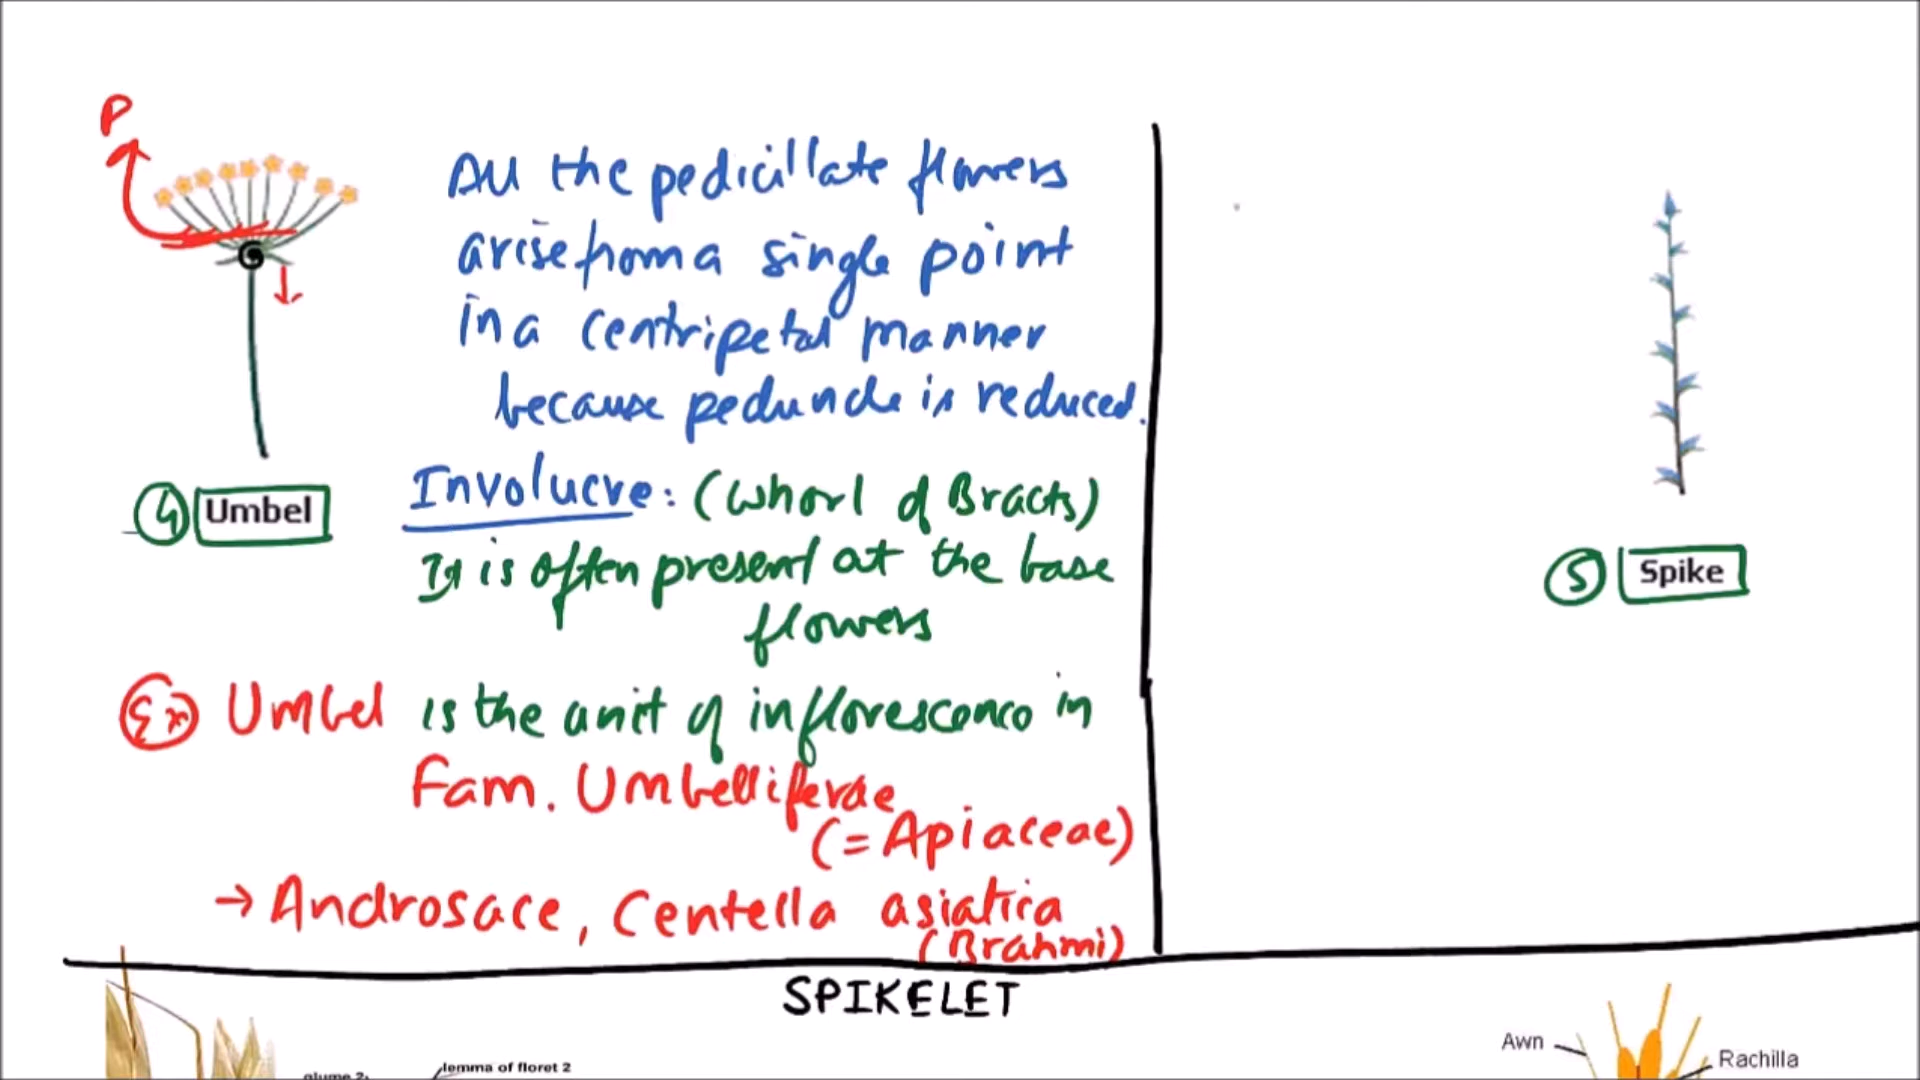 P
All the pedicillate flowers
arise from a single point
in a centripetal manner
because peduncle is reduced.
④ Umbel
Involucre: (Whorl of Bracts)
It is often present at the base
flowers
Ex Umbel is the unit of inflorescence in
Fam. Umbelliferae
(= Apiaceae)
→ Androsace, Centella asiatica
(Brahmi)
⑤ Spike
SPIKELET
glume 2.
lemma of floret 2
Awn
Rachilla